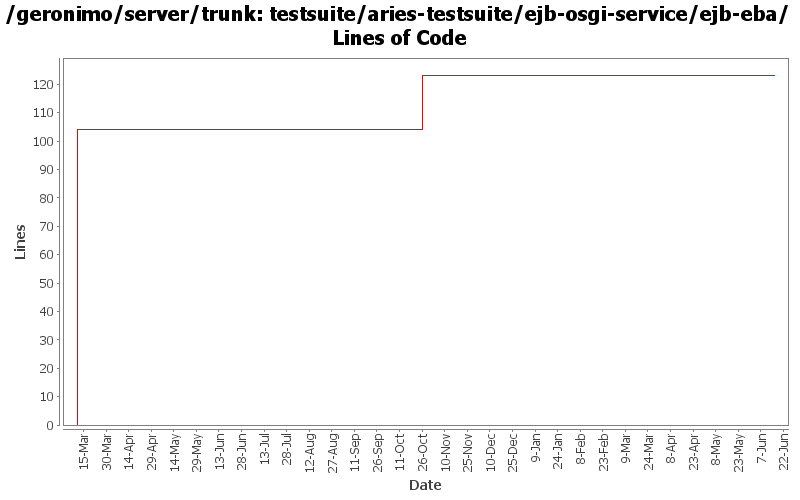 /geronimo/server/trunk: testsuite/aries-testsuite/ejb-osgi-service/ejb-eba/
Lines of Code
120
110
100
90
80
70
60
50
40
30
20
10
0
Lines
15-Mar
30-Mar
14-Apr
29-Apr
14-May
29-May
13-Jun
28-Jun
13-Jul
28-Jul
12-Aug
27-Aug
11-Sep
26-Sep
11-Oct
26-Oct
10-Nov
25-Nov
10-Dec
25-Dec
9-Jan
24-Jan
8-Feb
23-Feb
9-Mar
24-Mar
8-Apr
23-Apr
8-May
23-May
7-Jun
22-Jun
Date